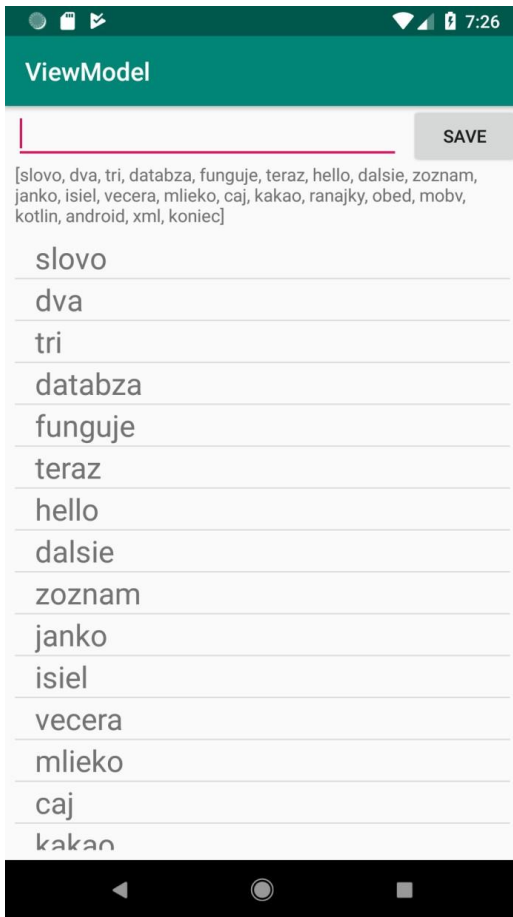 7:26
ViewModel
SAVE
[slovo, dva, tri, databza, funguje, teraz, hello, dalsie, zoznam,
janko, isiel, vecera, mlieko, caj, kakao, ranajky, obed, mobv,
kotlin, android, xml, koniec]
slovo
dva
tri
databza
funguje
teraz
hello
dalsie
zoznam
janko
isiel
vecera
mlieko
caj
kakao